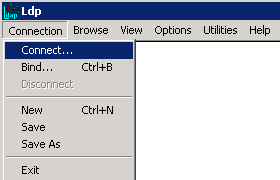 Ldp
Connection Browse View Options Utilities Help
Connect...
Bind... Ctrl+B
Disconnect
New Ctrl+N
Save
Save As
Exit